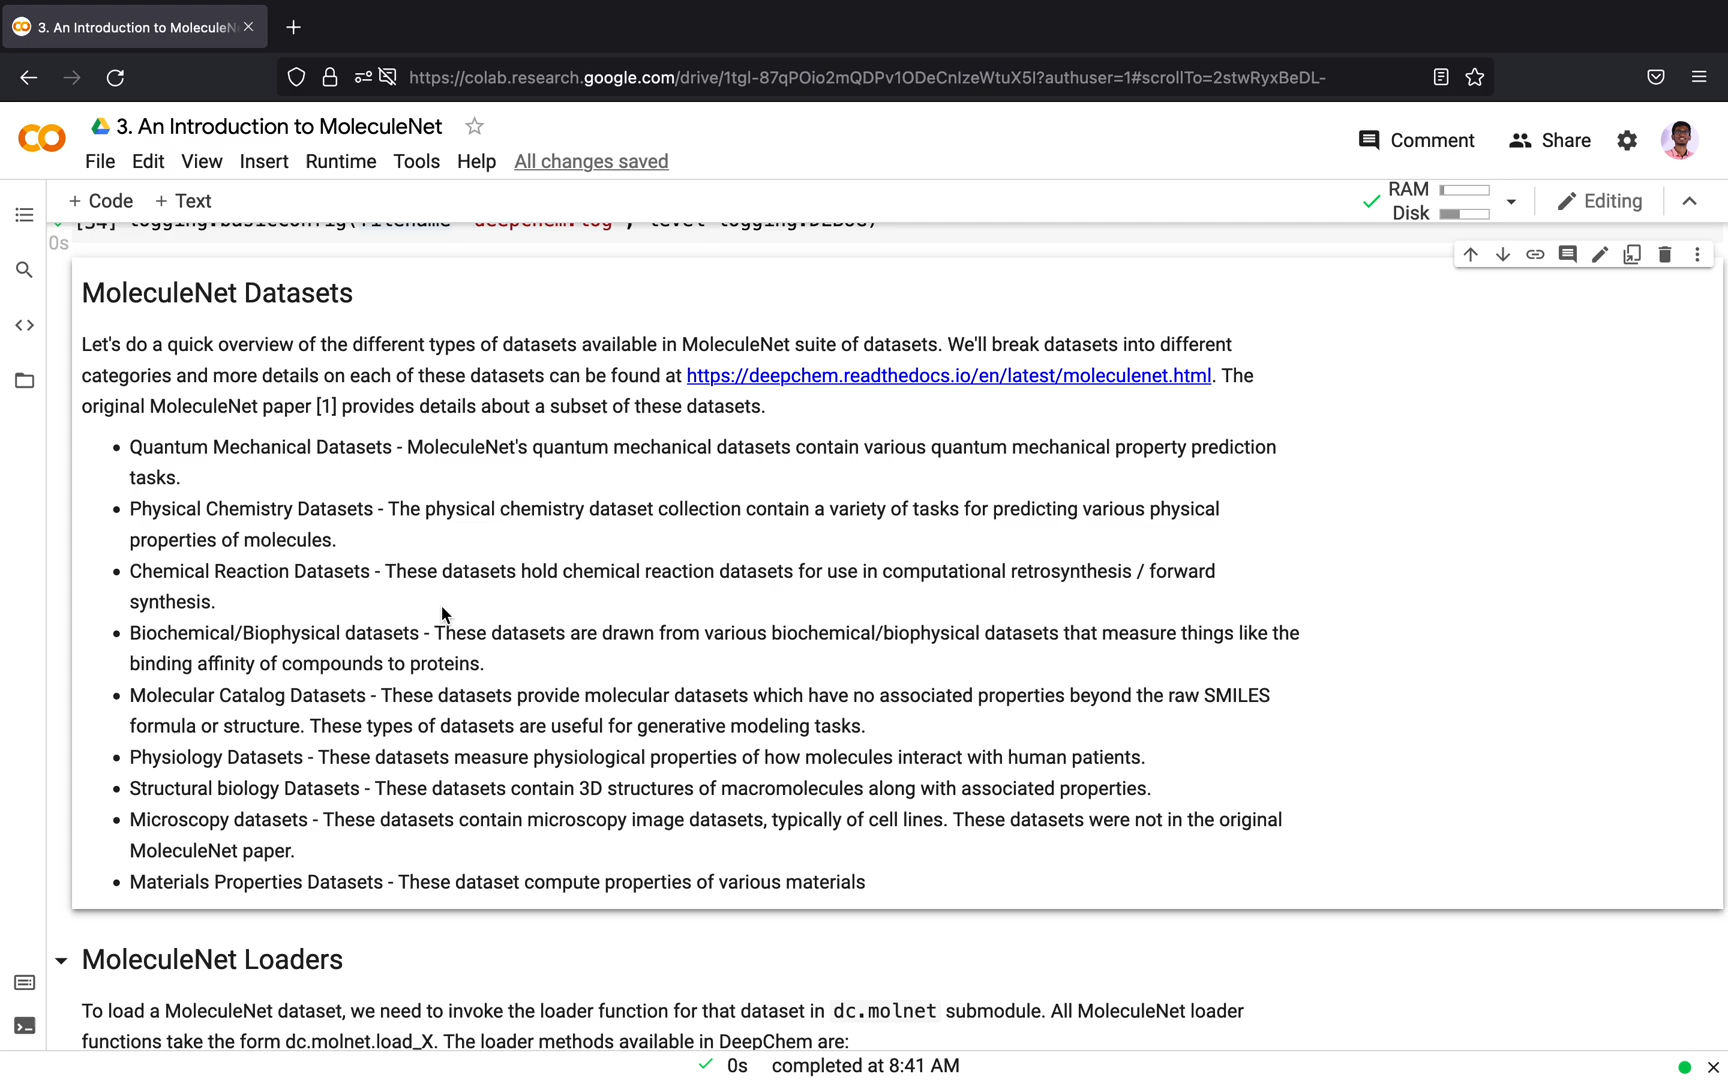 3. An Introduction to MoleculeN
https://colab.research.google.com/drive/1tgl-87qPOio2mQDPv1ODeCnIzeWtuX5I?authuser=1#scrollTo=2stwRyxBeDL-
3. An Introduction to MoleculeNet
Comment Share
File Edit View Insert Runtime Tools Help All changes saved
+ Code + Text
RAM
Disk
Editing
[34] logging.basicConfig(filename="deepchem.log", level=logging.DEBUG)
0s
MoleculeNet Datasets
Let's do a quick overview of the different types of datasets available in MoleculeNet suite of datasets. We'll break datasets into different
categories and more details on each of these datasets can be found at https://deepchem.readthedocs.io/en/latest/moleculenet.html. The
original MoleculeNet paper [1] provides details about a subset of these datasets.
• Quantum Mechanical Datasets - MoleculeNet's quantum mechanical datasets contain various quantum mechanical property prediction
tasks.
• Physical Chemistry Datasets - The physical chemistry dataset collection contain a variety of tasks for predicting various physical
properties of molecules.
• Chemical Reaction Datasets - These datasets hold chemical reaction datasets for use in computational retrosynthesis / forward
synthesis.
• Biochemical/Biophysical datasets - These datasets are drawn from various biochemical/biophysical datasets that measure things like the
binding affinity of compounds to proteins.
• Molecular Catalog Datasets - These datasets provide molecular datasets which have no associated properties beyond the raw SMILES
formula or structure. These types of datasets are useful for generative modeling tasks.
• Physiology Datasets - These datasets measure physiological properties of how molecules interact with human patients.
• Structural biology Datasets - These datasets contain 3D structures of macromolecules along with associated properties.
• Microscopy datasets - These datasets contain microscopy image datasets, typically of cell lines. These datasets were not in the original
MoleculeNet paper.
• Materials Properties Datasets - These dataset compute properties of various materials
MoleculeNet Loaders
To load a MoleculeNet dataset, we need to invoke the loader function for that dataset in dc.molnet submodule. All MoleculeNet loader
functions take the form dc.molnet.load_X. The loader methods available in DeepChem are:
0s completed at 8:41 AM